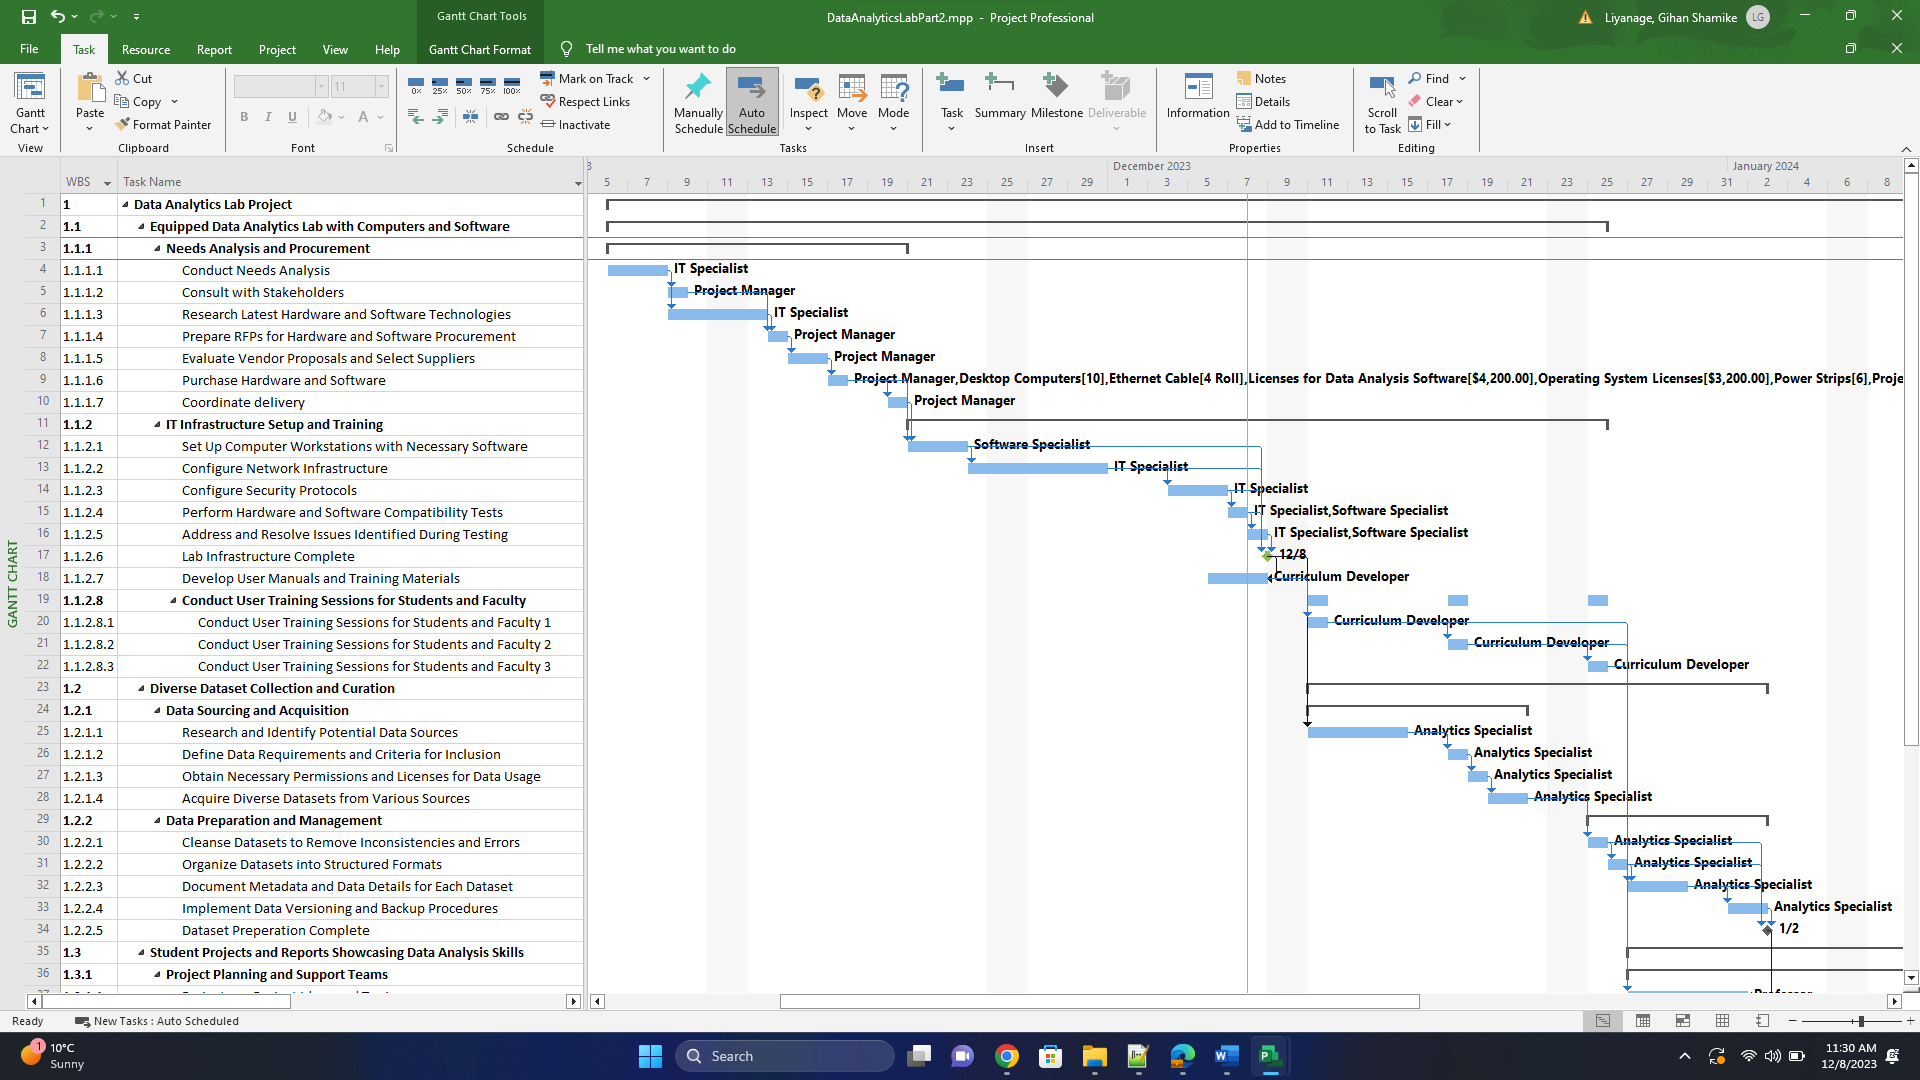 Gantt Chart Tools
DataAnalyticsLabPart2.mpp - Project Professional
Liyanage, Gihan Shamike
LG
File Task Resource Report Project View Help Gantt Chart Format Tell me what you want to do
Gantt Chart
View
Paste
Cut
Copy
Format Painter
Clipboard
11
B I U A
Font
0% 25% 50% 75% 100%
Mark on Track
Respect Links
Inactivate
Schedule
Manually Schedule
Auto Schedule
Inspect
Move
Mode
Tasks
Task
Summary
Milestone
Deliverable
Insert
Information
Notes
Details
Add to Timeline
Properties
Scroll to Task
Find
Clear
Fill
Editing
December 2023 January 2024
WBS Task Name
5 7 9 11 13 15 17 19 21 23 25 27 29 1 3 5 7 9 11 13 15 17 19 21 23 25 27 29 31 2 4 6 8
GANTT CHART
1 1 Data Analytics Lab Project
2 1.1 Equipped Data Analytics Lab with Computers and Software
3 1.1.1 Needs Analysis and Procurement
4 1.1.1.1 Conduct Needs Analysis IT Specialist
5 1.1.1.2 Consult with Stakeholders Project Manager
6 1.1.1.3 Research Latest Hardware and Software Technologies IT Specialist
7 1.1.1.4 Prepare RFPs for Hardware and Software Procurement Project Manager
8 1.1.1.5 Evaluate Vendor Proposals and Select Suppliers Project Manager
9 1.1.1.6 Purchase Hardware and Software Project Manager,Desktop Computers[10],Ethernet Cable[4 Roll],Licenses for Data Analysis Software[$4,200.00],Operating System Licenses[$3,200.00],Power Strips[6],Proje
10 1.1.1.7 Coordinate delivery Project Manager
11 1.1.2 IT Infrastructure Setup and Training
12 1.1.2.1 Set Up Computer Workstations with Necessary Software Software Specialist
13 1.1.2.2 Configure Network Infrastructure IT Specialist
14 1.1.2.3 Configure Security Protocols IT Specialist
15 1.1.2.4 Perform Hardware and Software Compatibility Tests IT Specialist,Software Specialist
16 1.1.2.5 Address and Resolve Issues Identified During Testing IT Specialist,Software Specialist
17 1.1.2.6 Lab Infrastructure Complete 12/8
18 1.1.2.7 Develop User Manuals and Training Materials Curriculum Developer
19 1.1.2.8 Conduct User Training Sessions for Students and Faculty
20 1.1.2.8.1 Conduct User Training Sessions for Students and Faculty 1 Curriculum Developer
21 1.1.2.8.2 Conduct User Training Sessions for Students and Faculty 2 Curriculum Developer
22 1.1.2.8.3 Conduct User Training Sessions for Students and Faculty 3 Curriculum Developer
23 1.2 Diverse Dataset Collection and Curation
24 1.2.1 Data Sourcing and Acquisition
25 1.2.1.1 Research and Identify Potential Data Sources Analytics Specialist
26 1.2.1.2 Define Data Requirements and Criteria for Inclusion Analytics Specialist
27 1.2.1.3 Obtain Necessary Permissions and Licenses for Data Usage Analytics Specialist
28 1.2.1.4 Acquire Diverse Datasets from Various Sources Analytics Specialist
29 1.2.2 Data Preparation and Management
30 1.2.2.1 Cleanse Datasets to Remove Inconsistencies and Errors Analytics Specialist
31 1.2.2.2 Organize Datasets into Structured Formats Analytics Specialist
32 1.2.2.3 Document Metadata and Data Details for Each Dataset Analytics Specialist
33 1.2.2.4 Implement Data Versioning and Backup Procedures Analytics Specialist
34 1.2.2.5 Dataset Preperation Complete 1/2
35 1.3 Student Projects and Reports Showcasing Data Analysis Skills
36 1.3.1 Project Planning and Support Teams
Ready New Tasks : Auto Scheduled
1
10°C
Sunny
Search
11:30 AM
12/8/2023